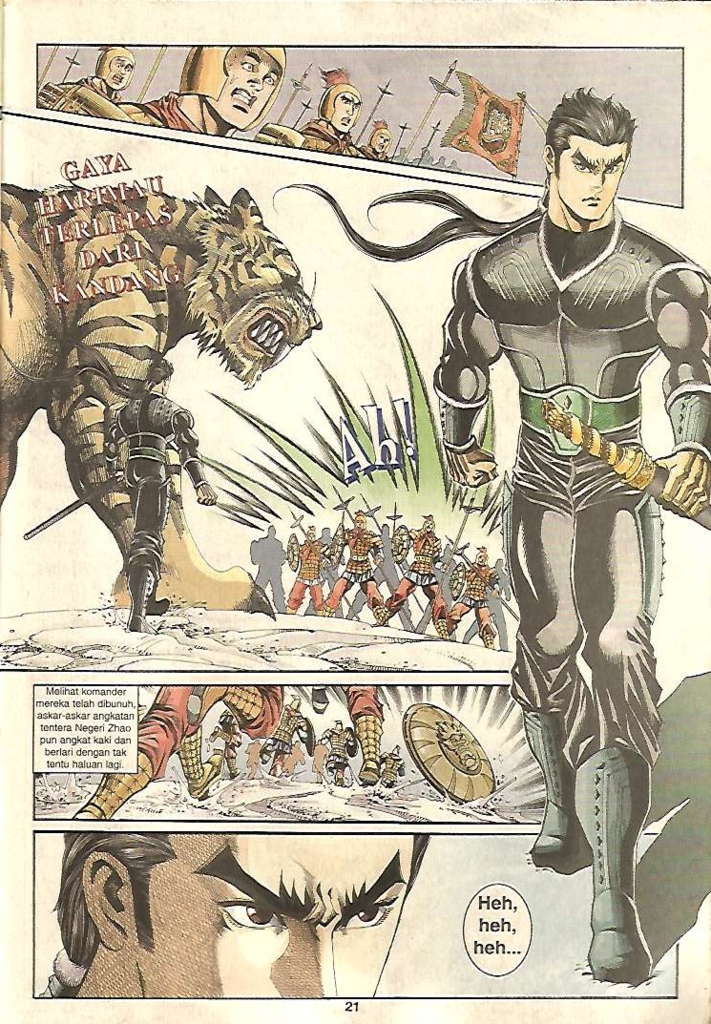 GAYA
HARIMAU
TERLEPAS
DARI
KANDANG
Ah!
Melihat komander
mereka telah dibunuh,
askar-askar angkatan
tentera Negeri Zhao
pun angkat kaki dan
berlari dengan tak
tahu haluan lagi.
Heh,
heh,
heh...
21